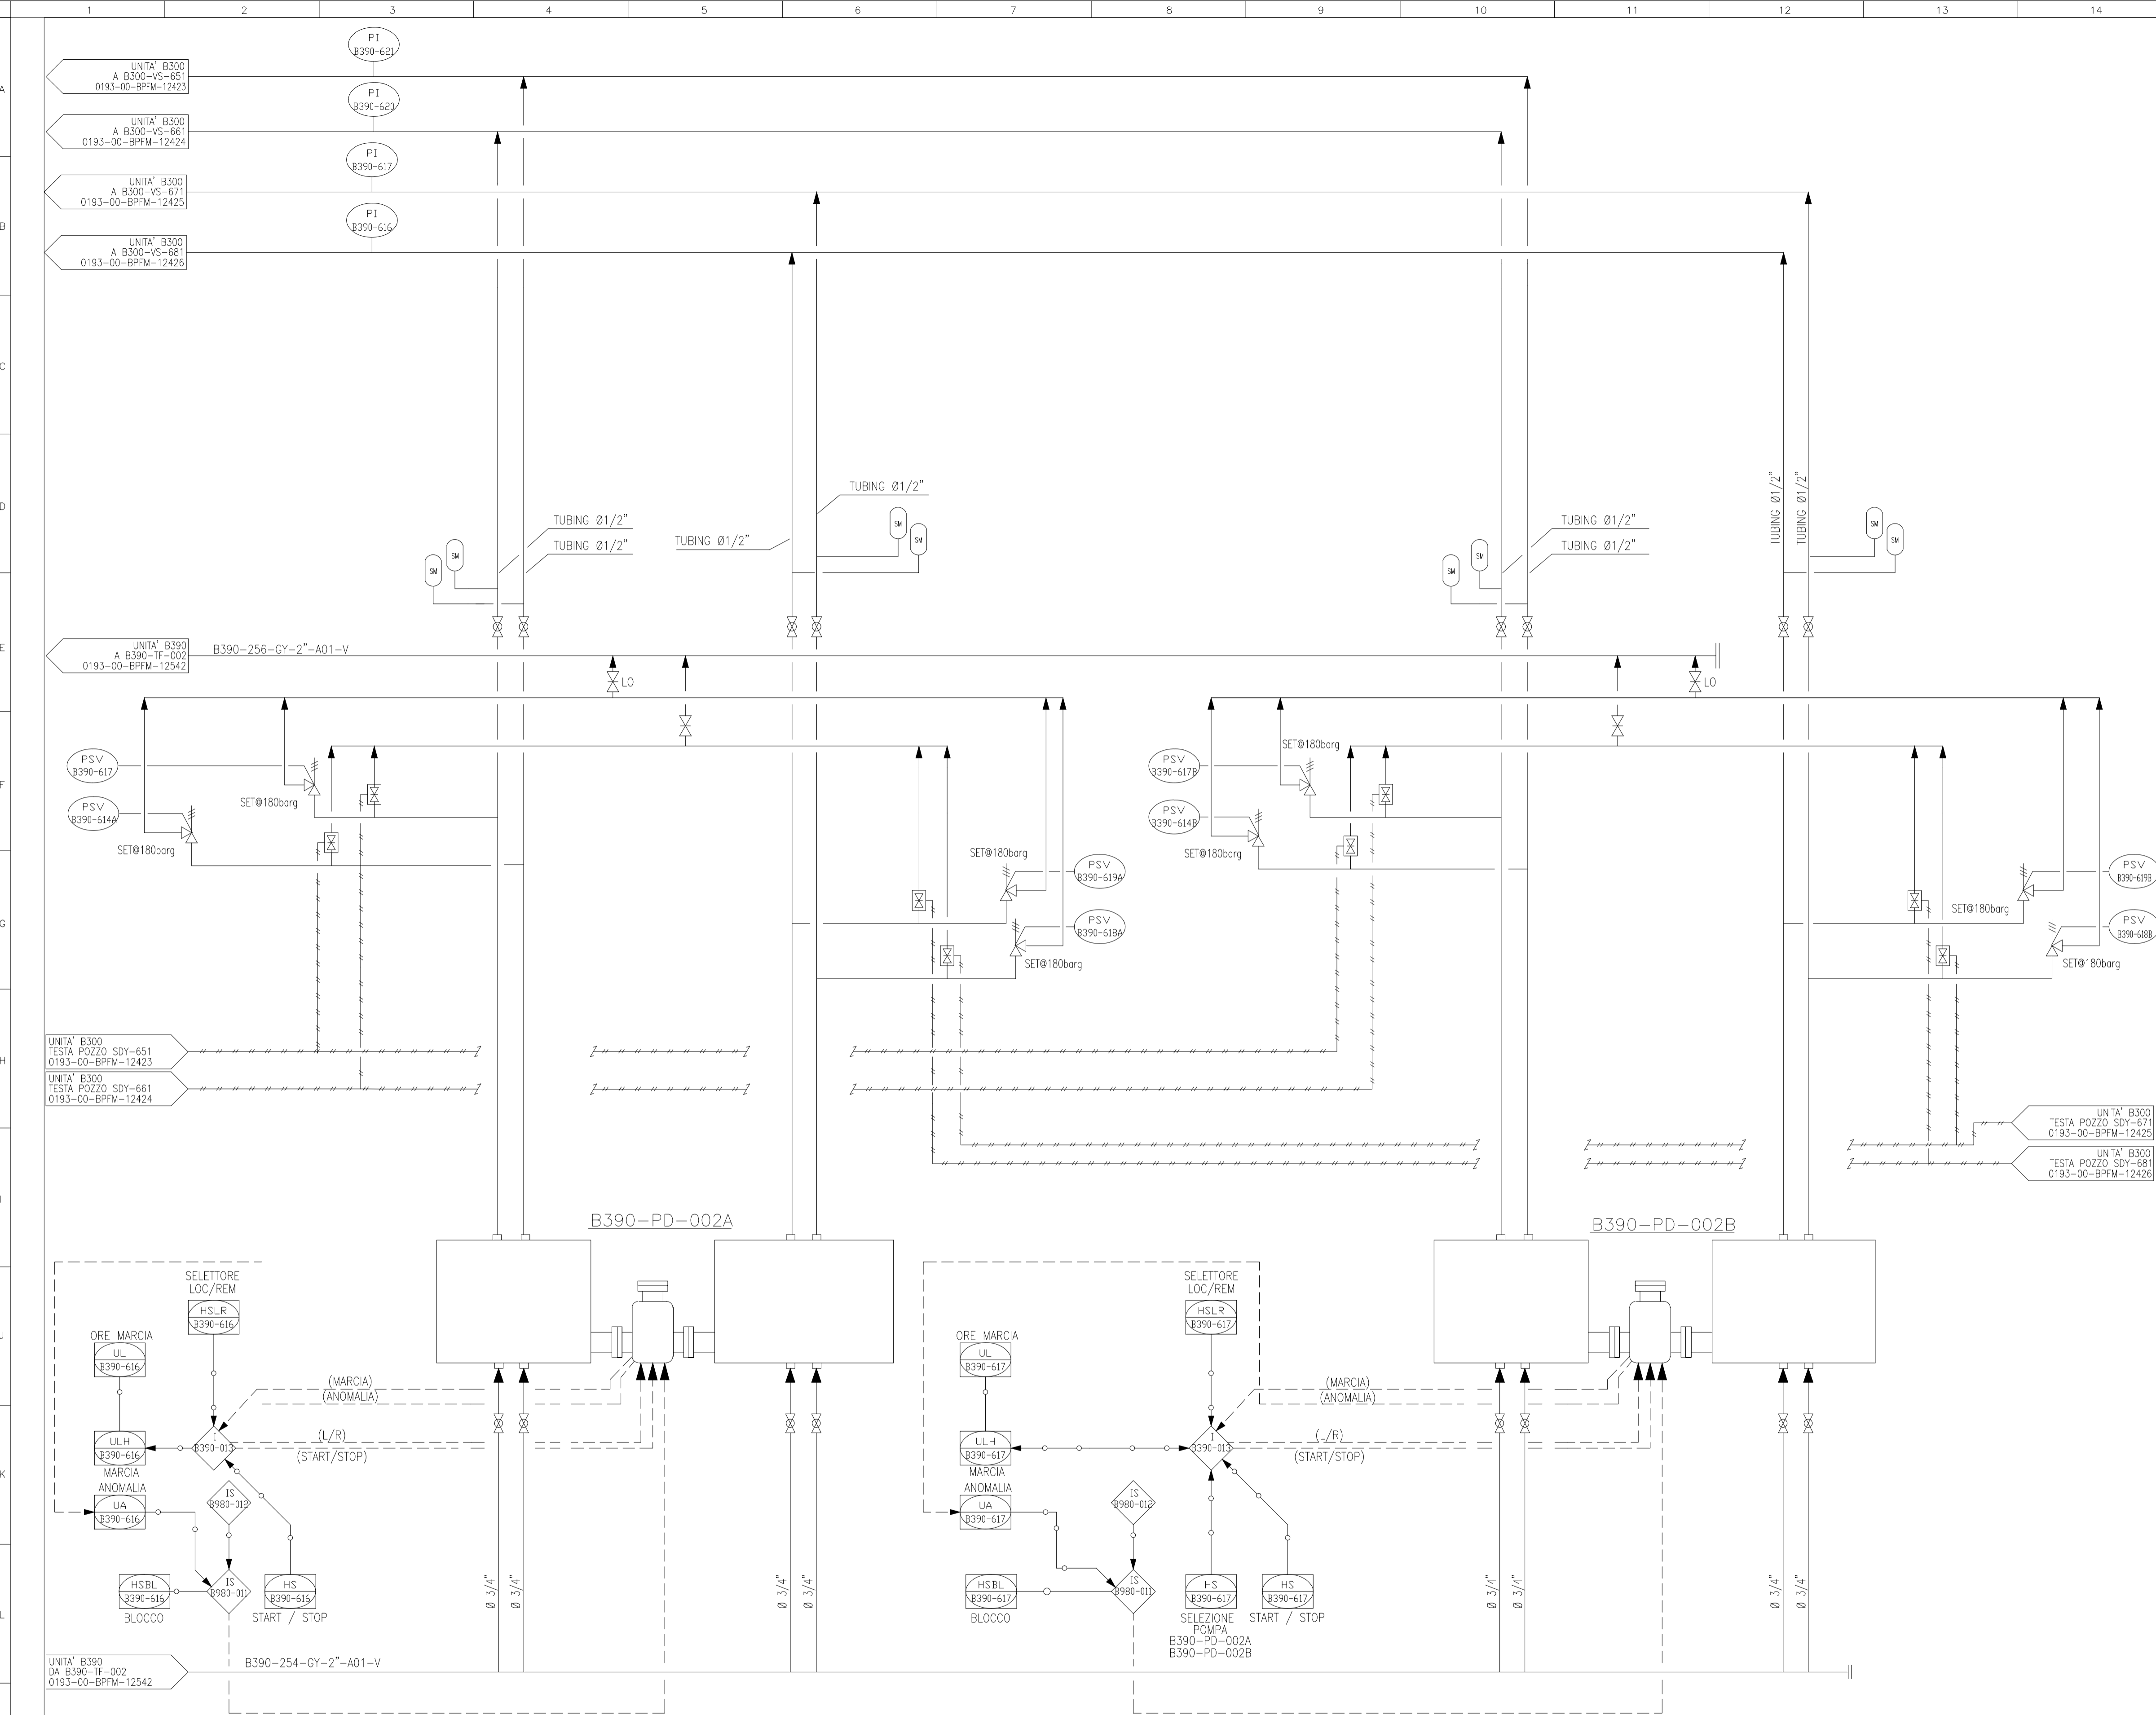 1 2 3 4 5 6 7 8 9 10 11 12 13 14
A
B
C
D
E
F
G
H
I
J
K
L
PI
B390-621
UNITA' B300
A B300-VS-651
0193-00-BPFM-12423
PI
B390-620
UNITA' B300
A B300-VS-661
0193-00-BPFM-12424
PI
B390-617
UNITA' B300
A B300-VS-671
0193-00-BPFM-12425
PI
B390-616
UNITA' B300
A B300-VS-681
0193-00-BPFM-12426
TUBING Ø1/2"
TUBING Ø1/2"
SM
SM
TUBING Ø1/2"
TUBING Ø1/2"
SM
SM
TUBING Ø1/2"
TUBING Ø1/2"
SM
SM
TUBING Ø1/2"
TUBING Ø1/2"
SM
SM
UNITA' B390
A B390-TF-002
0193-00-BPFM-12542
B390-256-GY-2"-A01-V
LO
LO
PSV
B390-617
SET@180barg
PSV
B390-614A
SET@180barg
SET@180barg
PSV
B390-619A
PSV
B390-618A
SET@180barg
SET@180barg
PSV
B390-617B
PSV
B390-614B
SET@180barg
PSV
B390-619B
SET@180barg
PSV
B390-618B
SET@180barg
UNITA' B300
TESTA POZZO SDY-651
0193-00-BPFM-12423
UNITA' B300
TESTA POZZO SDY-661
0193-00-BPFM-12424
UNITA' B300
TESTA POZZO SDY-671
0193-00-BPFM-12425
UNITA' B300
TESTA POZZO SDY-681
0193-00-BPFM-12426
B390-PD-002A
B390-PD-002B
SELETTORE
LOC/REM
HSLR
B390-616
ORE MARCIA
UL
B390-616
(MARCIA)
(ANOMALIA)
(L/R)
(START/STOP)
ULH
B390-616
MARCIA
I
B390-013
ANOMALIA
UA
B390-616
IS
B980-012
HSBL
B390-616
BLOCCO
IS
B980-011
HS
B390-616
START / STOP
Ø 3/4"
Ø 3/4"
Ø 3/4"
Ø 3/4"
SELETTORE
LOC/REM
HSLR
B390-617
ORE MARCIA
UL
B390-617
(MARCIA)
(ANOMALIA)
(L/R)
(START/STOP)
ULH
B390-617
MARCIA
I
B390-013
ANOMALIA
UA
B390-617
IS
B980-012
HSBL
B390-617
BLOCCO
IS
B980-011
HS
B390-617
SELEZIONE
POMPA
B390-PD-002A
B390-PD-002B
HS
B390-617
START / STOP
Ø 3/4"
Ø 3/4"
Ø 3/4"
Ø 3/4"
UNITA' B390
DA B390-TF-002
0193-00-BPFM-12542
B390-254-GY-2"-A01-V